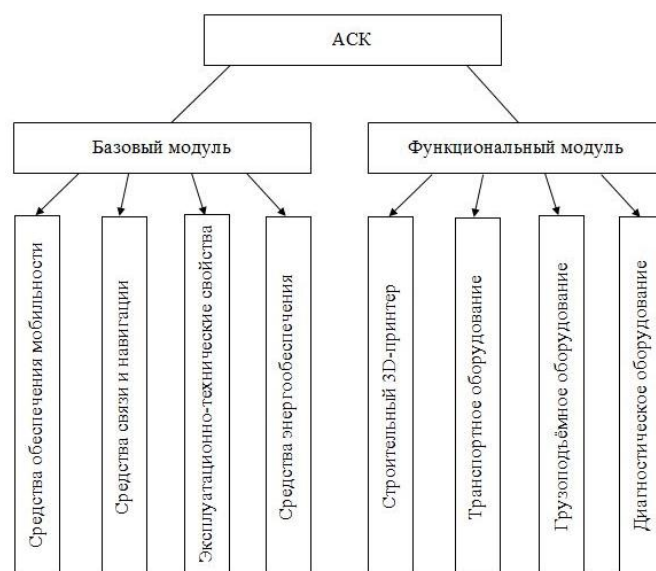 АСК
Базовый модуль
Функциональный модуль
Средства обеспечения мобильности
Средства связи и навигации
Эксплуатационно-технические свойства
Средства энергообеспечения
Строительный 3D-принтер
Транспортное оборудование
Грузоподъёмное оборудование
Диагностическое оборудование